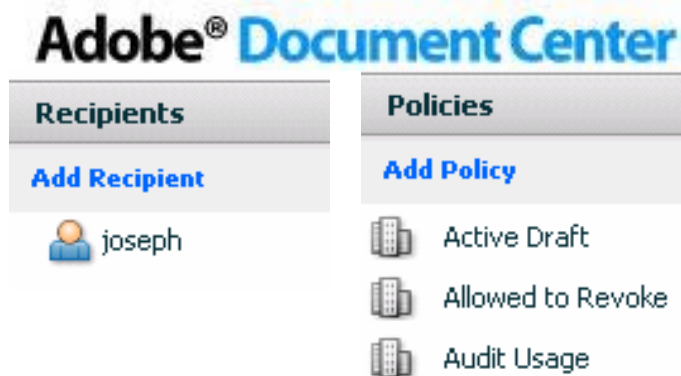 Adobe® Document Center
Recipients
Add Recipient
joseph
Policies
Add Policy
Active Draft
Allowed to Revoke
Audit Usage